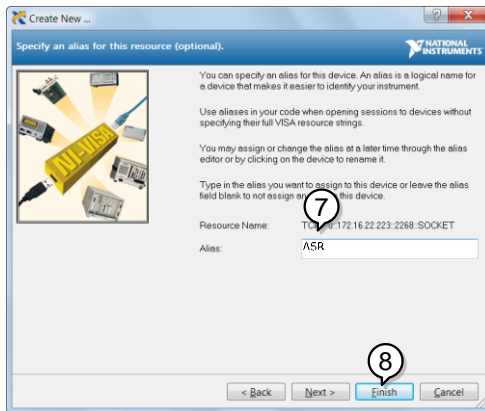 Create New ...
Specify an alias for this resource (optional).
NATIONAL
INSTRUMENTS
You can specify an alias for this device. An alias is a logical name for
a device that makes it easier to identify your instrument.
Use aliases in your code when opening sessions to devices without
specifying their full VISA resource strings.
You may assign or change the alias at a later time through the alias
editor or by clicking on the device to rename it.
Type in the alias you want to assign to this device or leave the alias
field blank to not assign an this device.
7
Resource Name: ::172.16.22.223::2268::SOCKET
Alias: ASR
8
< Back Next > Finish Cancel
NI-VISA